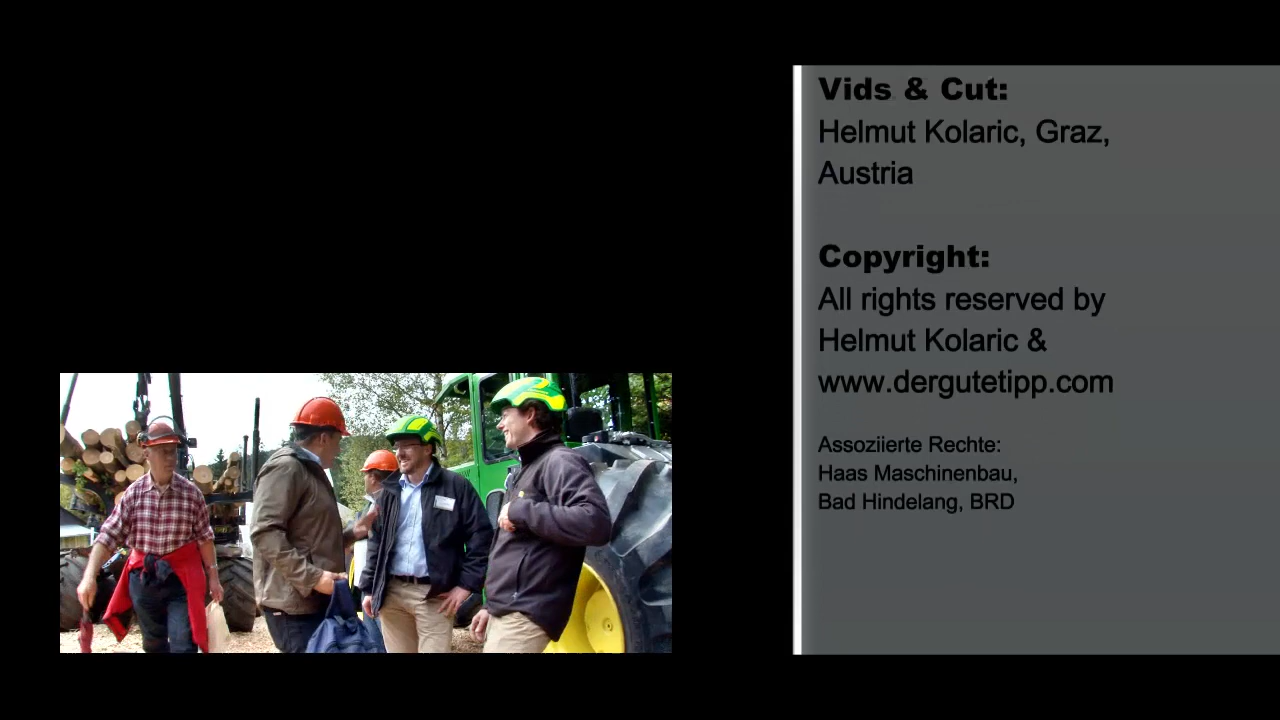 Vids & Cut:
Helmut Kolaric, Graz,
Austria
Copyright:
All rights reserved by
Helmut Kolaric &
www.dergutetipp.com
Assoziierte Rechte:
Haas Maschinenbau,
Bad Hindelang, BRD